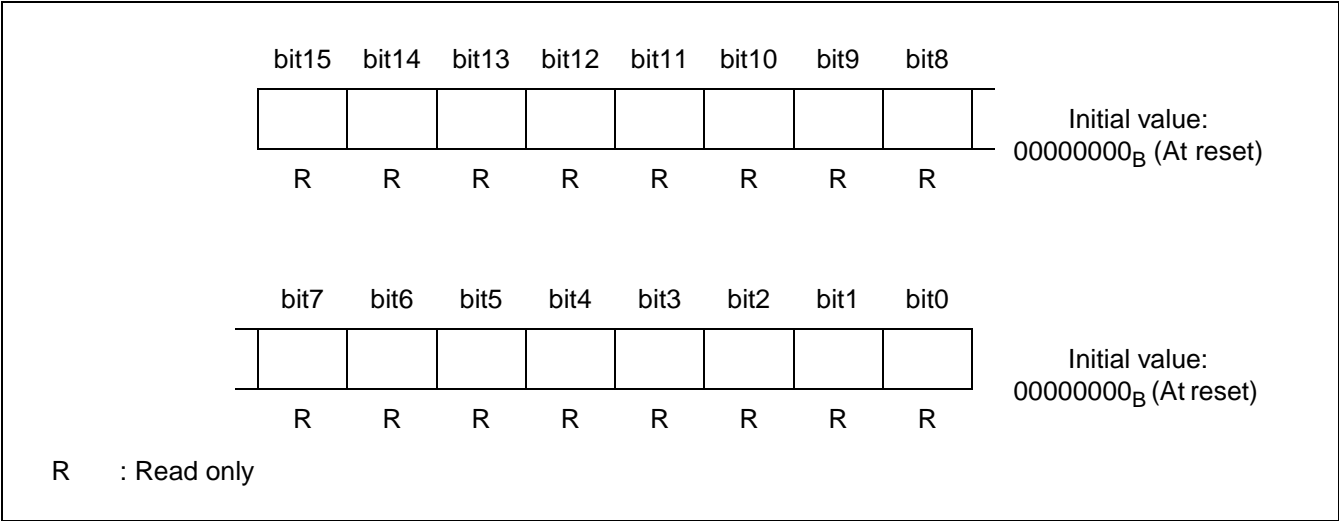 bit15 bit14 bit13 bit12 bit11 bit10 bit9 bit8
Initial value:
00000000B (At reset)
R R R R R R R R
bit7 bit6 bit5 bit4 bit3 bit2 bit1 bit0
Initial value:
00000000B (At reset)
R R R R R R R R
R : Read only